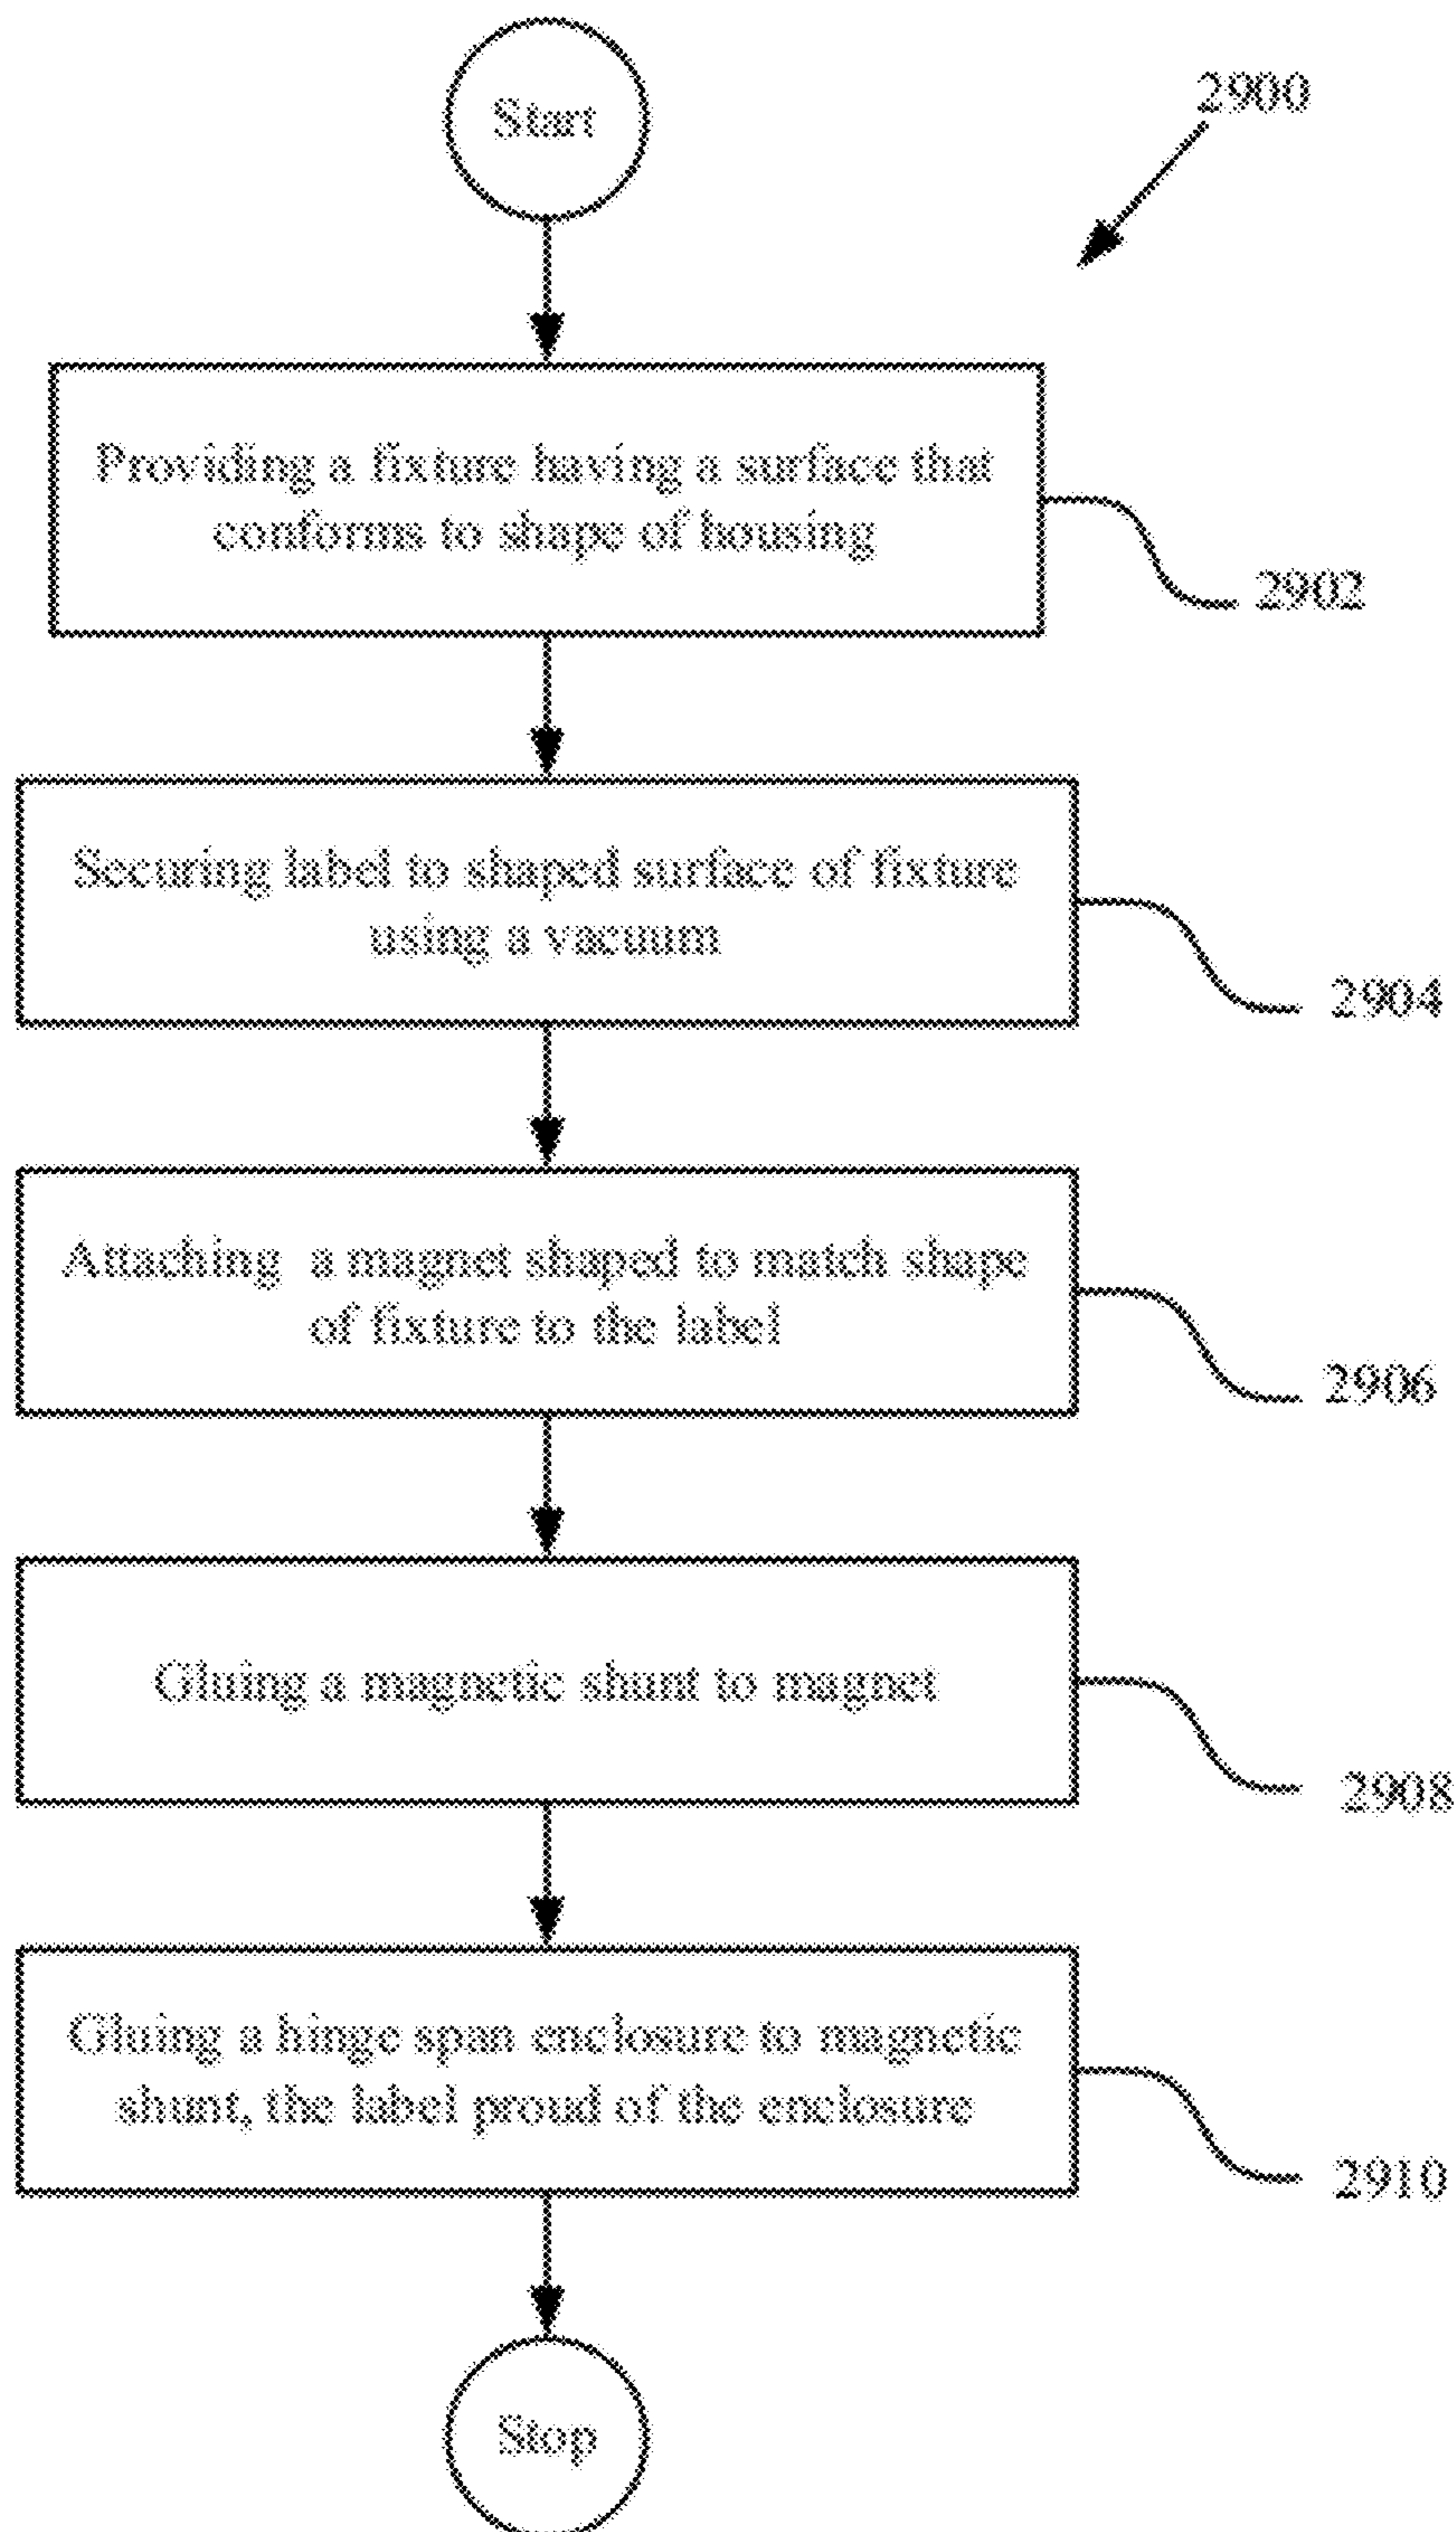 Start
2900
Providing a fixture having a surface that
conforms to shape of housing
2902
Securing label to shaped surface of fixture
using a vacuum
2904
Attaching a magnet shaped to match shape
of fixture to the label
2906
Gluing a magnetic shunt to magnet
2908
Gluing a hinge span enclosure to magnetic
shunt, the label proud of the enclosure
2910
Stop